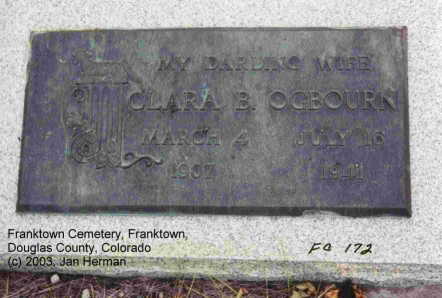 MY DARLING WIFE
CLARA B. OGBOURN
MARCH 4 JULY 16
1907 1941
Franktown Cemetery, Franktown,
Douglas County, Colorado
(c) 2003, Jan Herman
FC 172